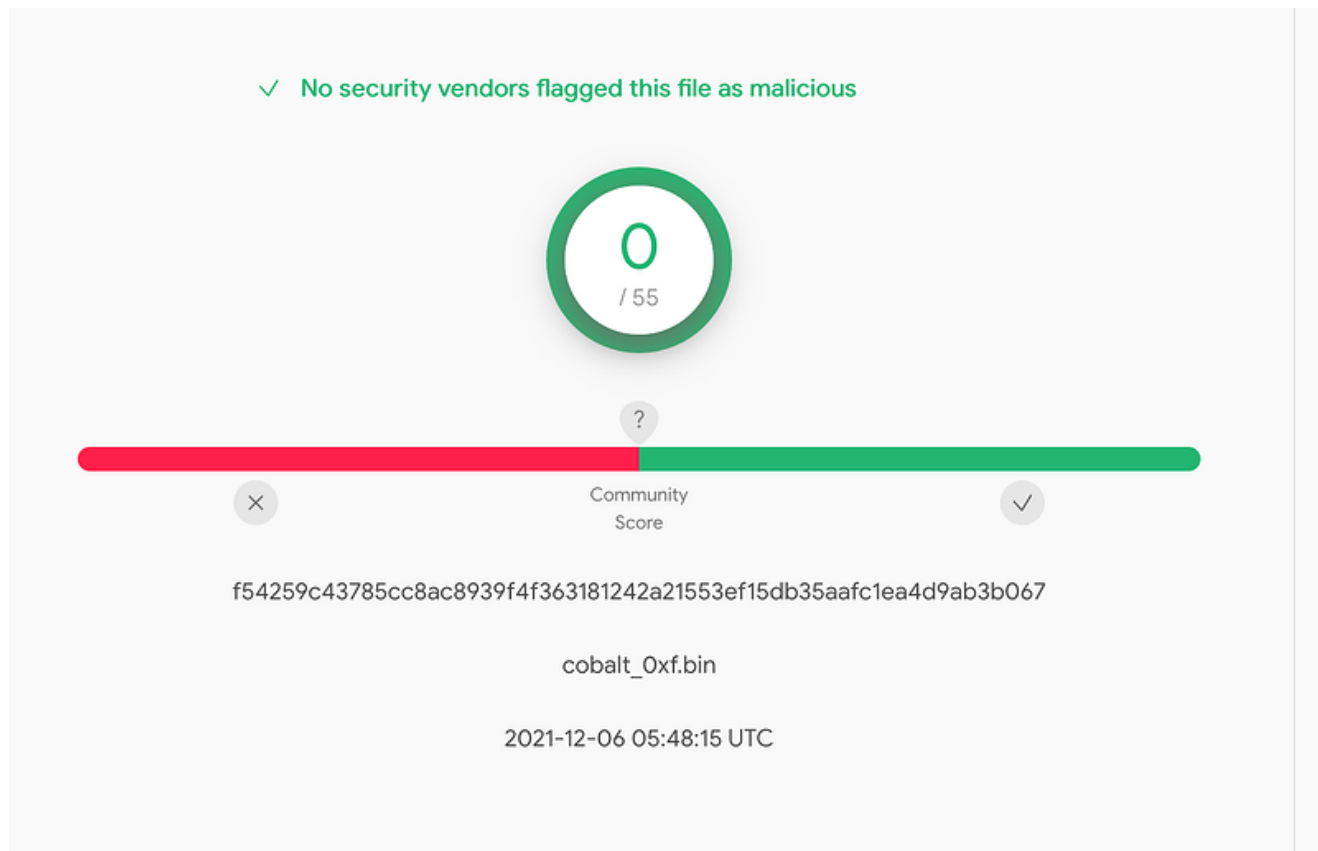 No security vendors flagged this file as malicious
0
/ 55
?
Community
Score
f54259c43785cc8ac8939f4f363181242a21553ef15db35aafc1ea4d9ab3b067
cobalt_0xf.bin
2021-12-06 05:48:15 UTC